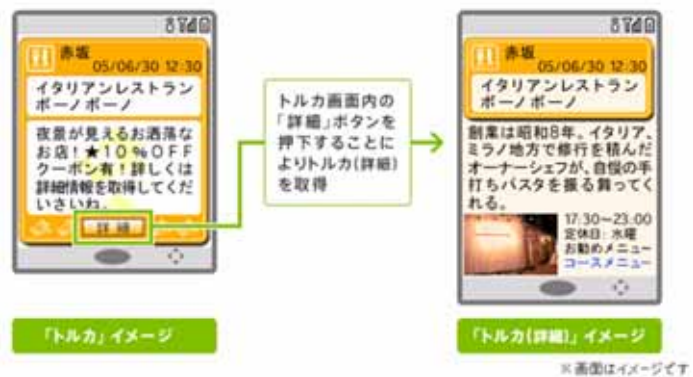 赤坂
05/06/30 12:30
イタリアンレストラン
ボーノボーノ
夜景が見えるお洒落な
お店!★10%OFF
クーポン有!詳しくは
詳細情報を取得してくだ
いさいね。
詳細
「トルカ」イメージ
トルカ画面内の
「詳細」ボタンを
押下することに
よりトルカ(詳細)
を取得
赤坂
05/06/30 12:30
イタリアンレストラン
ボーノボーノ
創業は昭和8年。イタリア、
ミラノ地方で修行を積んだ
オーナーシェフが、自慢の手
打ちパスタを振る舞ってく
れる。
17:30~23:00
定休日:水曜
お勧めメニュー
コースメニュー
「トルカ(詳細)」イメージ
※画面はイメージです